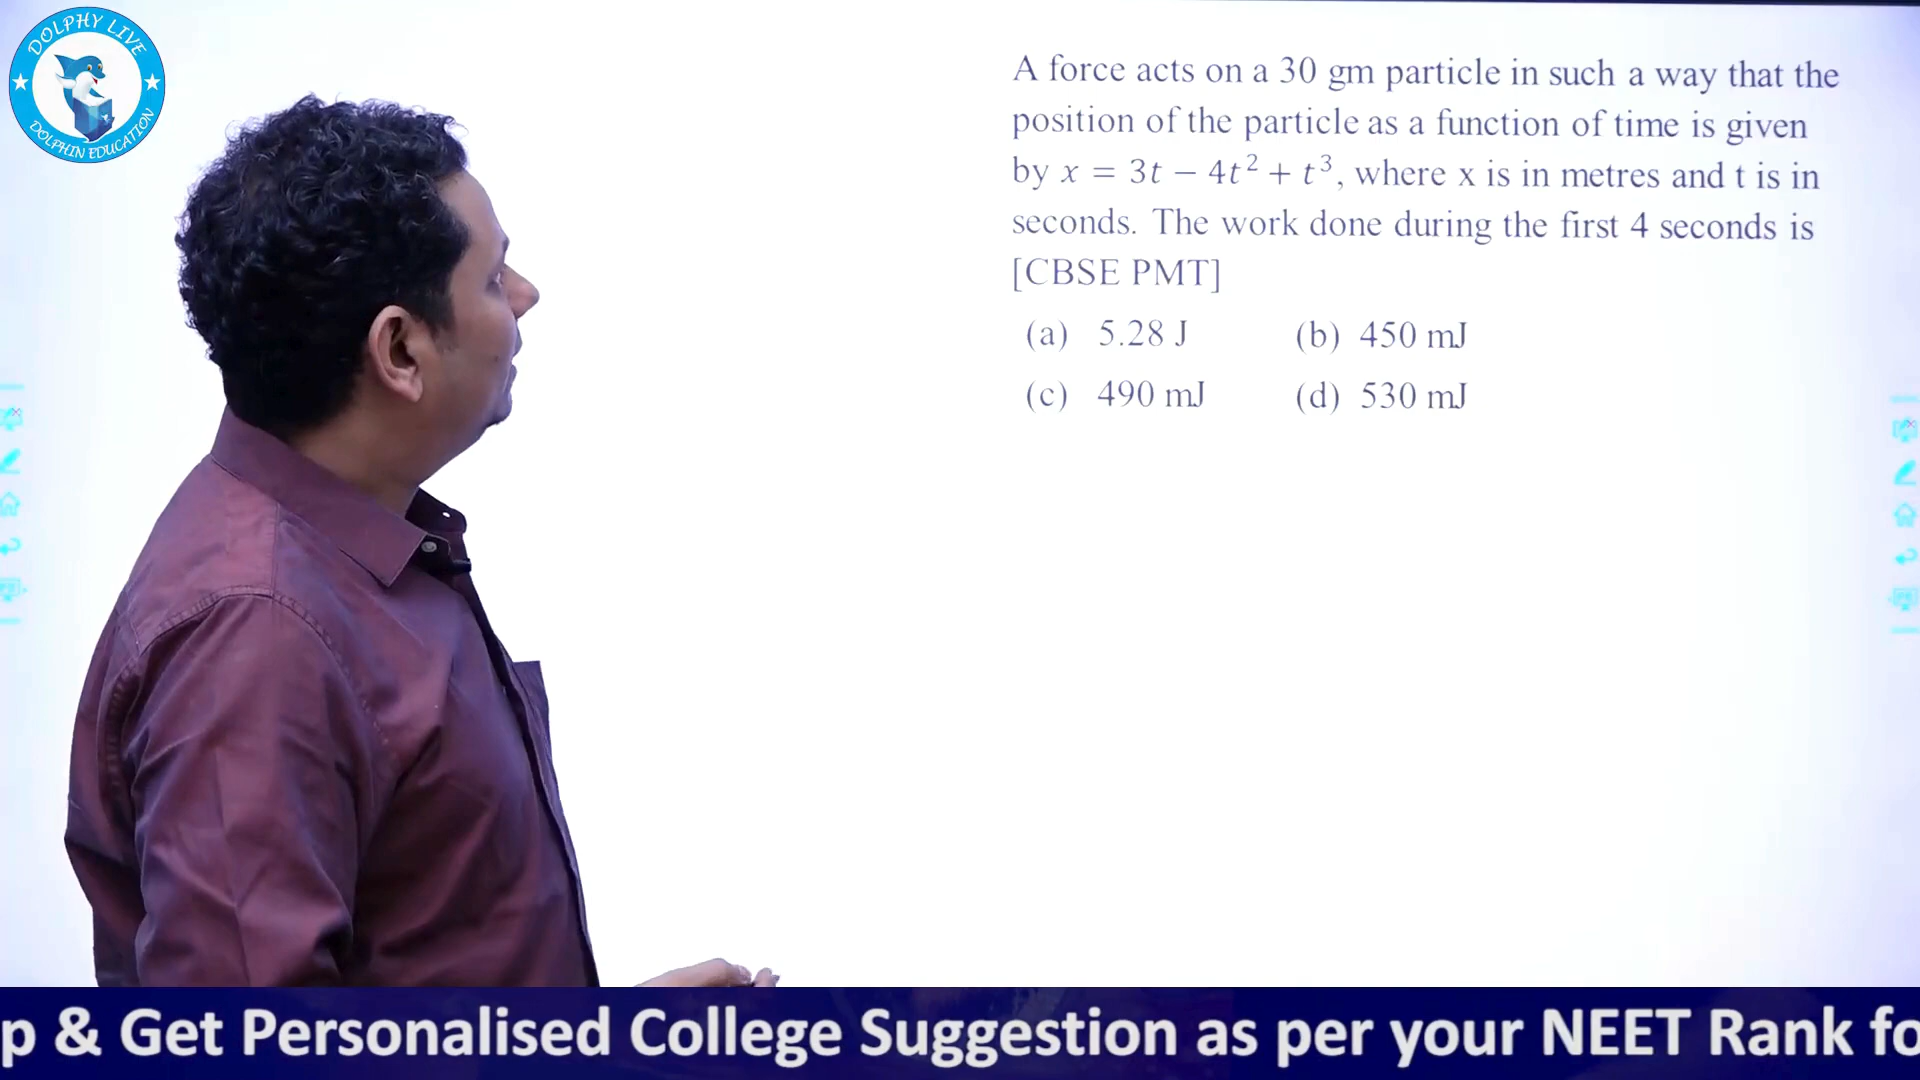 DOLPHY LIVE
DOLPHIN EDUCATION
A force acts on a 30 gm particle in such a way that the
position of the particle as a function of time is given
by x = 3t − 4t² + t³, where x is in metres and t is in
seconds. The work done during the first 4 seconds is
[CBSE PMT]
(a) 5.28 J (b) 450 mJ
(c) 490 mJ (d) 530 mJ
p & Get Personalised College Suggestion as per your NEET Rank fo